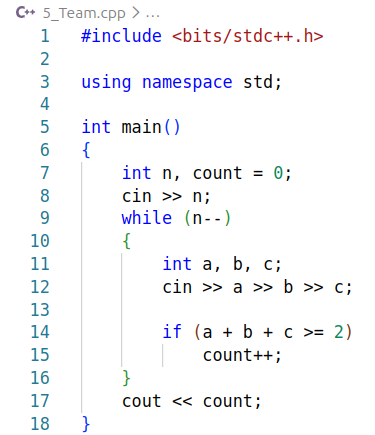 C++ 5_Team.cpp > ...
1 #include <bits/stdc++.h>
2
3 using namespace std;
4
5 int main()
6 {
7     int n, count = 0;
8     cin >> n;
9     while (n--)
10     {
11         int a, b, c;
12         cin >> a >> b >> c;
13
14         if (a + b + c >= 2)
15             count++;
16     }
17     cout << count;
18 }